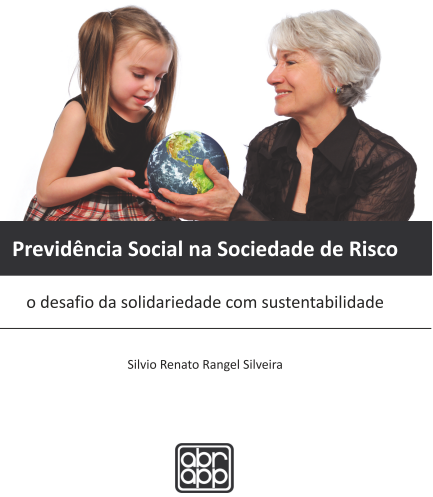 Previdência Social na Sociedade de Risco
o desafio da solidariedade com sustentabilidade
Silvio Renato Rangel Silveira
abr
app